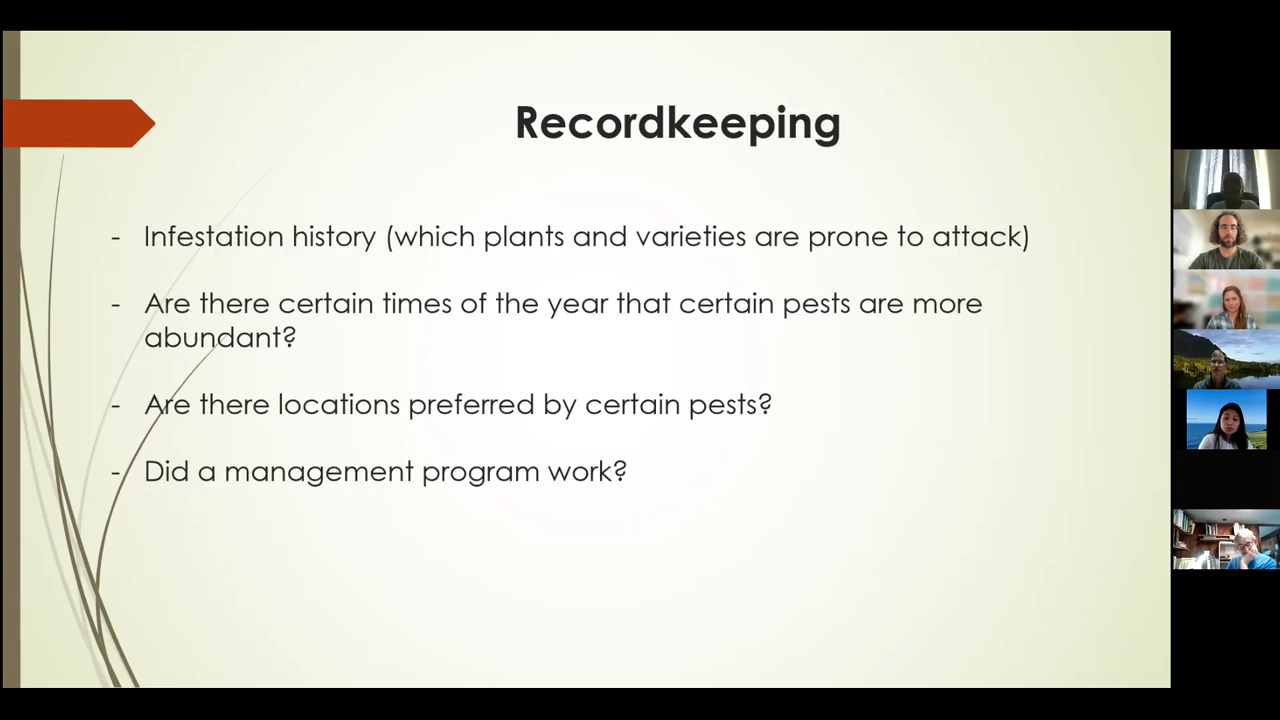 Recordkeeping
- Infestation history (which plants and varieties are prone to attack)
- Are there certain times of the year that certain pests are more
abundant?
- Are there locations preferred by certain pests?
- Did a management program work?